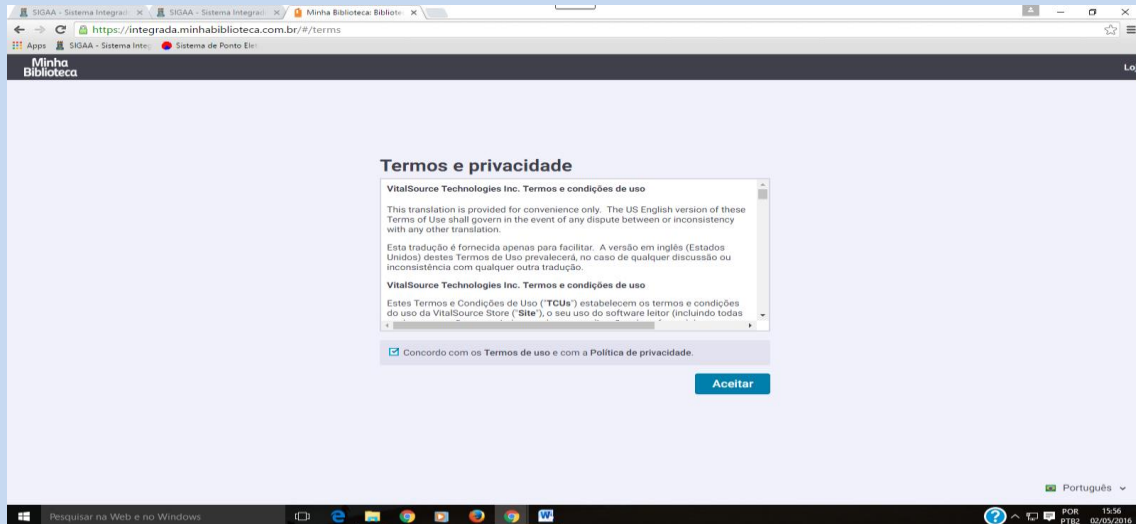 SIGAA - Sistema Integrad SIGAA - Sistema Integrad Minha Biblioteca: Bibliote
https://integrada.minhabiblioteca.com.br/#/terms
Apps SIGAA - Sistema Inte Sistema de Ponto Ele
Minha
Biblioteca
Loj
Termos e privacidade
VitalSource Technologies Inc. Termos e condições de uso
This translation is provided for convenience only. The US English version of these
Terms of Use shall govern in the event of any dispute between or inconsistency
with any other translation.
Esta tradução é fornecida apenas para facilitar. A versão em inglês (Estados
Unidos) destes Termos de Uso prevalecerá, no caso de qualquer discussão ou
inconsistência com qualquer outra tradução.
VitalSource Technologies Inc. Termos e condições de uso
Estes Termos e Condições de Uso ("TCUs") estabelecem os termos e condições
do uso da VitalSource Store ("Site"), o seu uso do software leitor (incluindo todas
Concordo com os Termos de uso e com a Política de privacidade.
Aceitar
Português
Pesquisar na Web e no Windows
POR 15:56
PTB2 02/05/2016